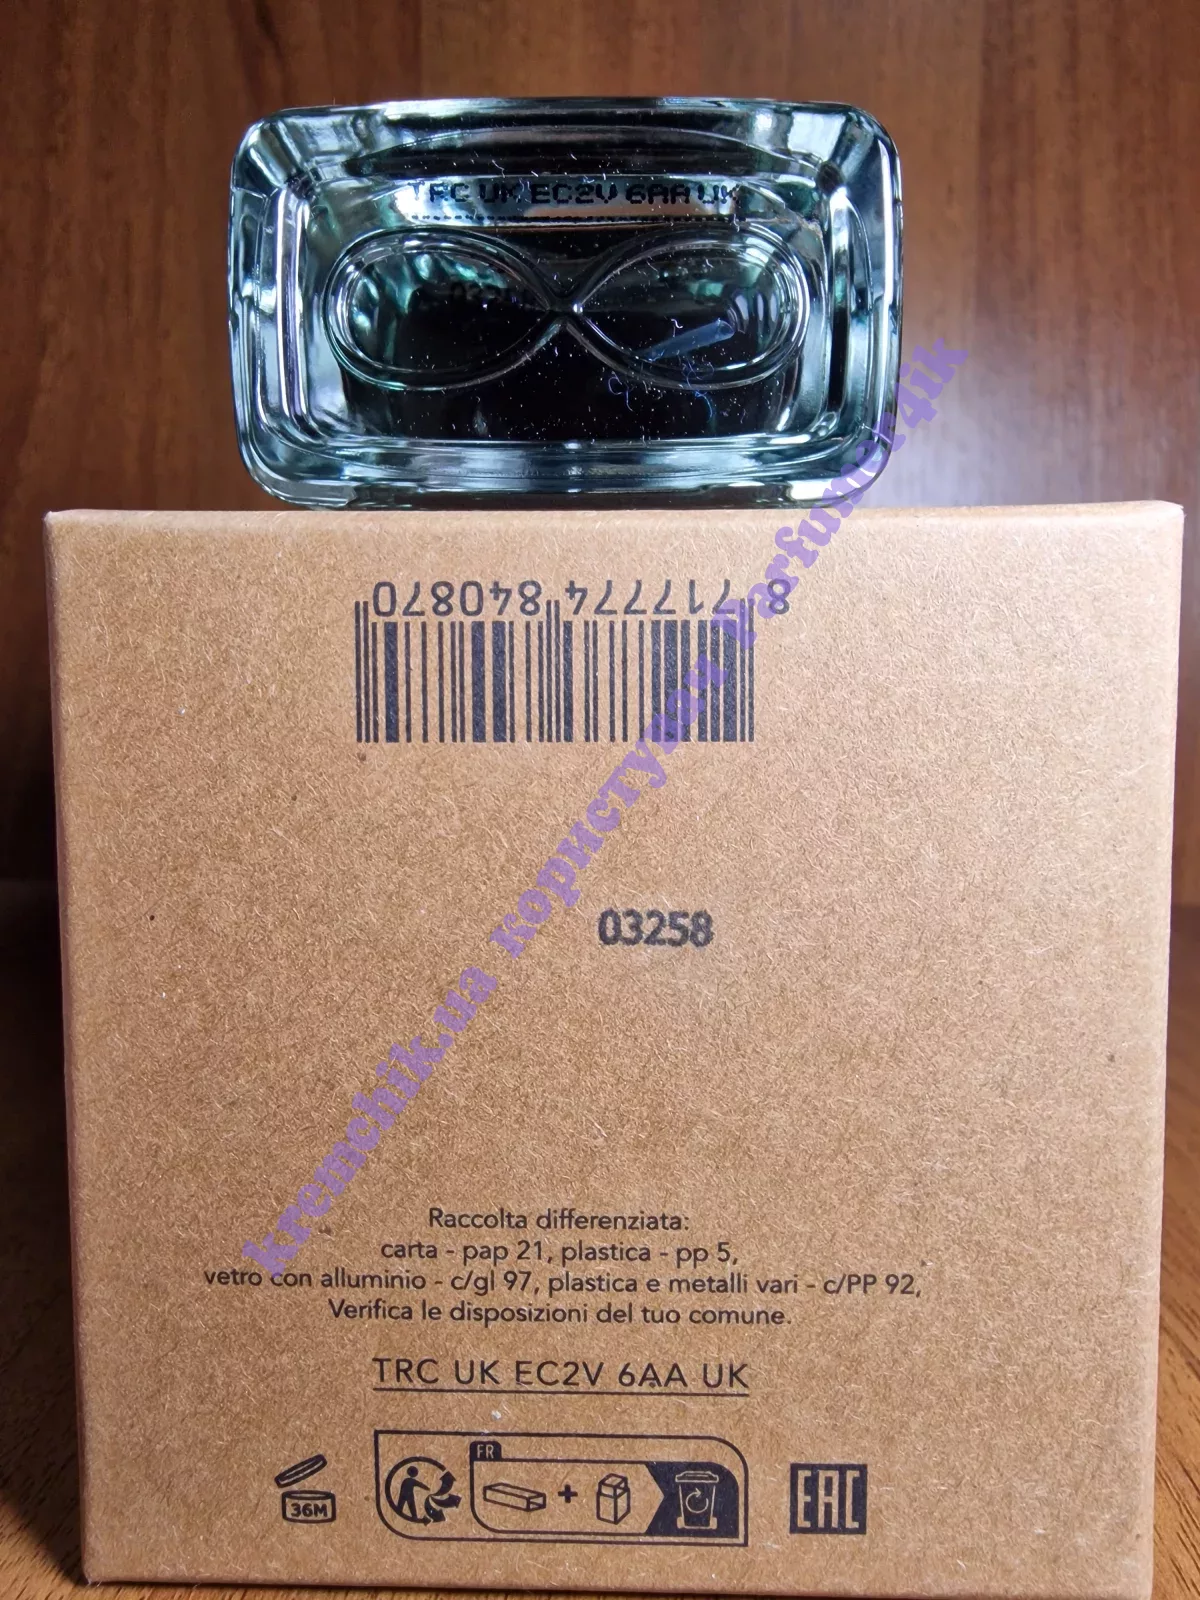 TRC UK EC2V 6AA UK
8 717774 840870
03258
kremchik.ua користувач Parfumer4ik
Raccolta differenziata:
carta - pap 21, plastica - pp 5,
vetro con alluminio - c/gl 97, plastica e metalli vari - c/PP 92,
Verifica le disposizioni del tuo comune.
TRC UK EC2V 6AA UK
FR
36M
EAC